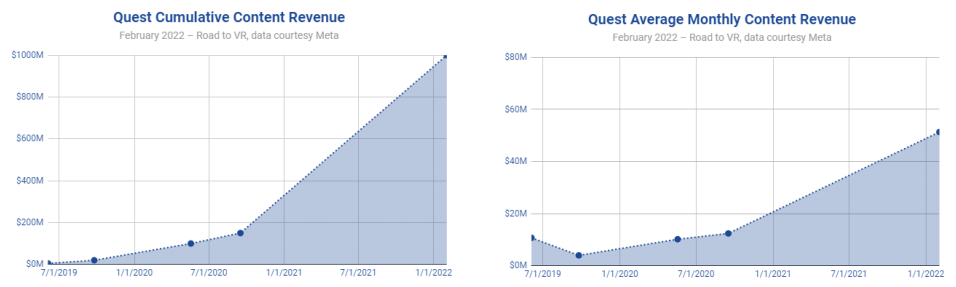 Quest Cumulative Content Revenue
February 2022 – Road to VR, data courtesy Meta
$1000M
$800M
$600M
$400M
$200M
$0M
7/1/2019 1/1/2020 7/1/2020 1/1/2021 7/1/2021 1/1/2022
Quest Average Monthly Content Revenue
February 2022 – Road to VR, data courtesy Meta
$80M
$60M
$40M
$20M
$0M
7/1/2019 1/1/2020 7/1/2020 1/1/2021 7/1/2021 1/1/2022